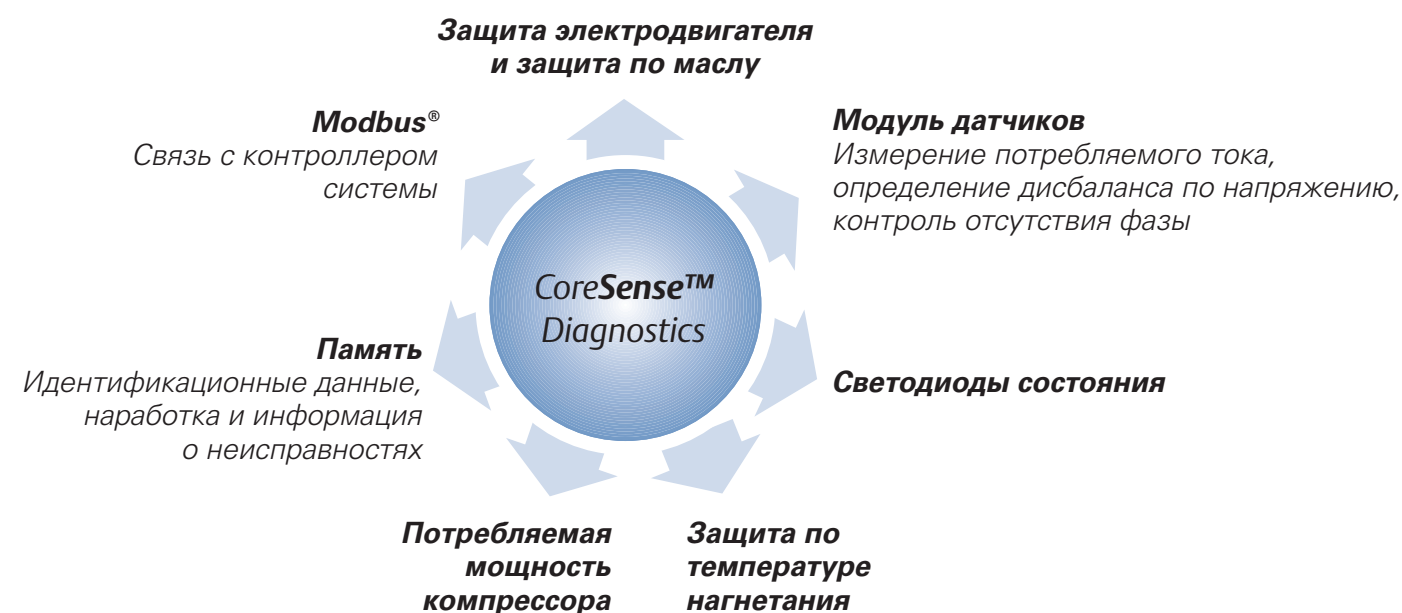 Защита электродвигателя
и защита по маслу
Modbus®
Связь с контроллером
системы
Модуль датчиков
Измерение потребляемого тока,
определение дисбаланса по напряжению,
контроль отсутствия фазы
CoreSense™
Diagnostics
Память
Идентификационные данные,
наработка и информация
о неисправностях
Светодиоды состояния
Потребляемая
мощность
компрессора
Защита по
температуре
нагнетания